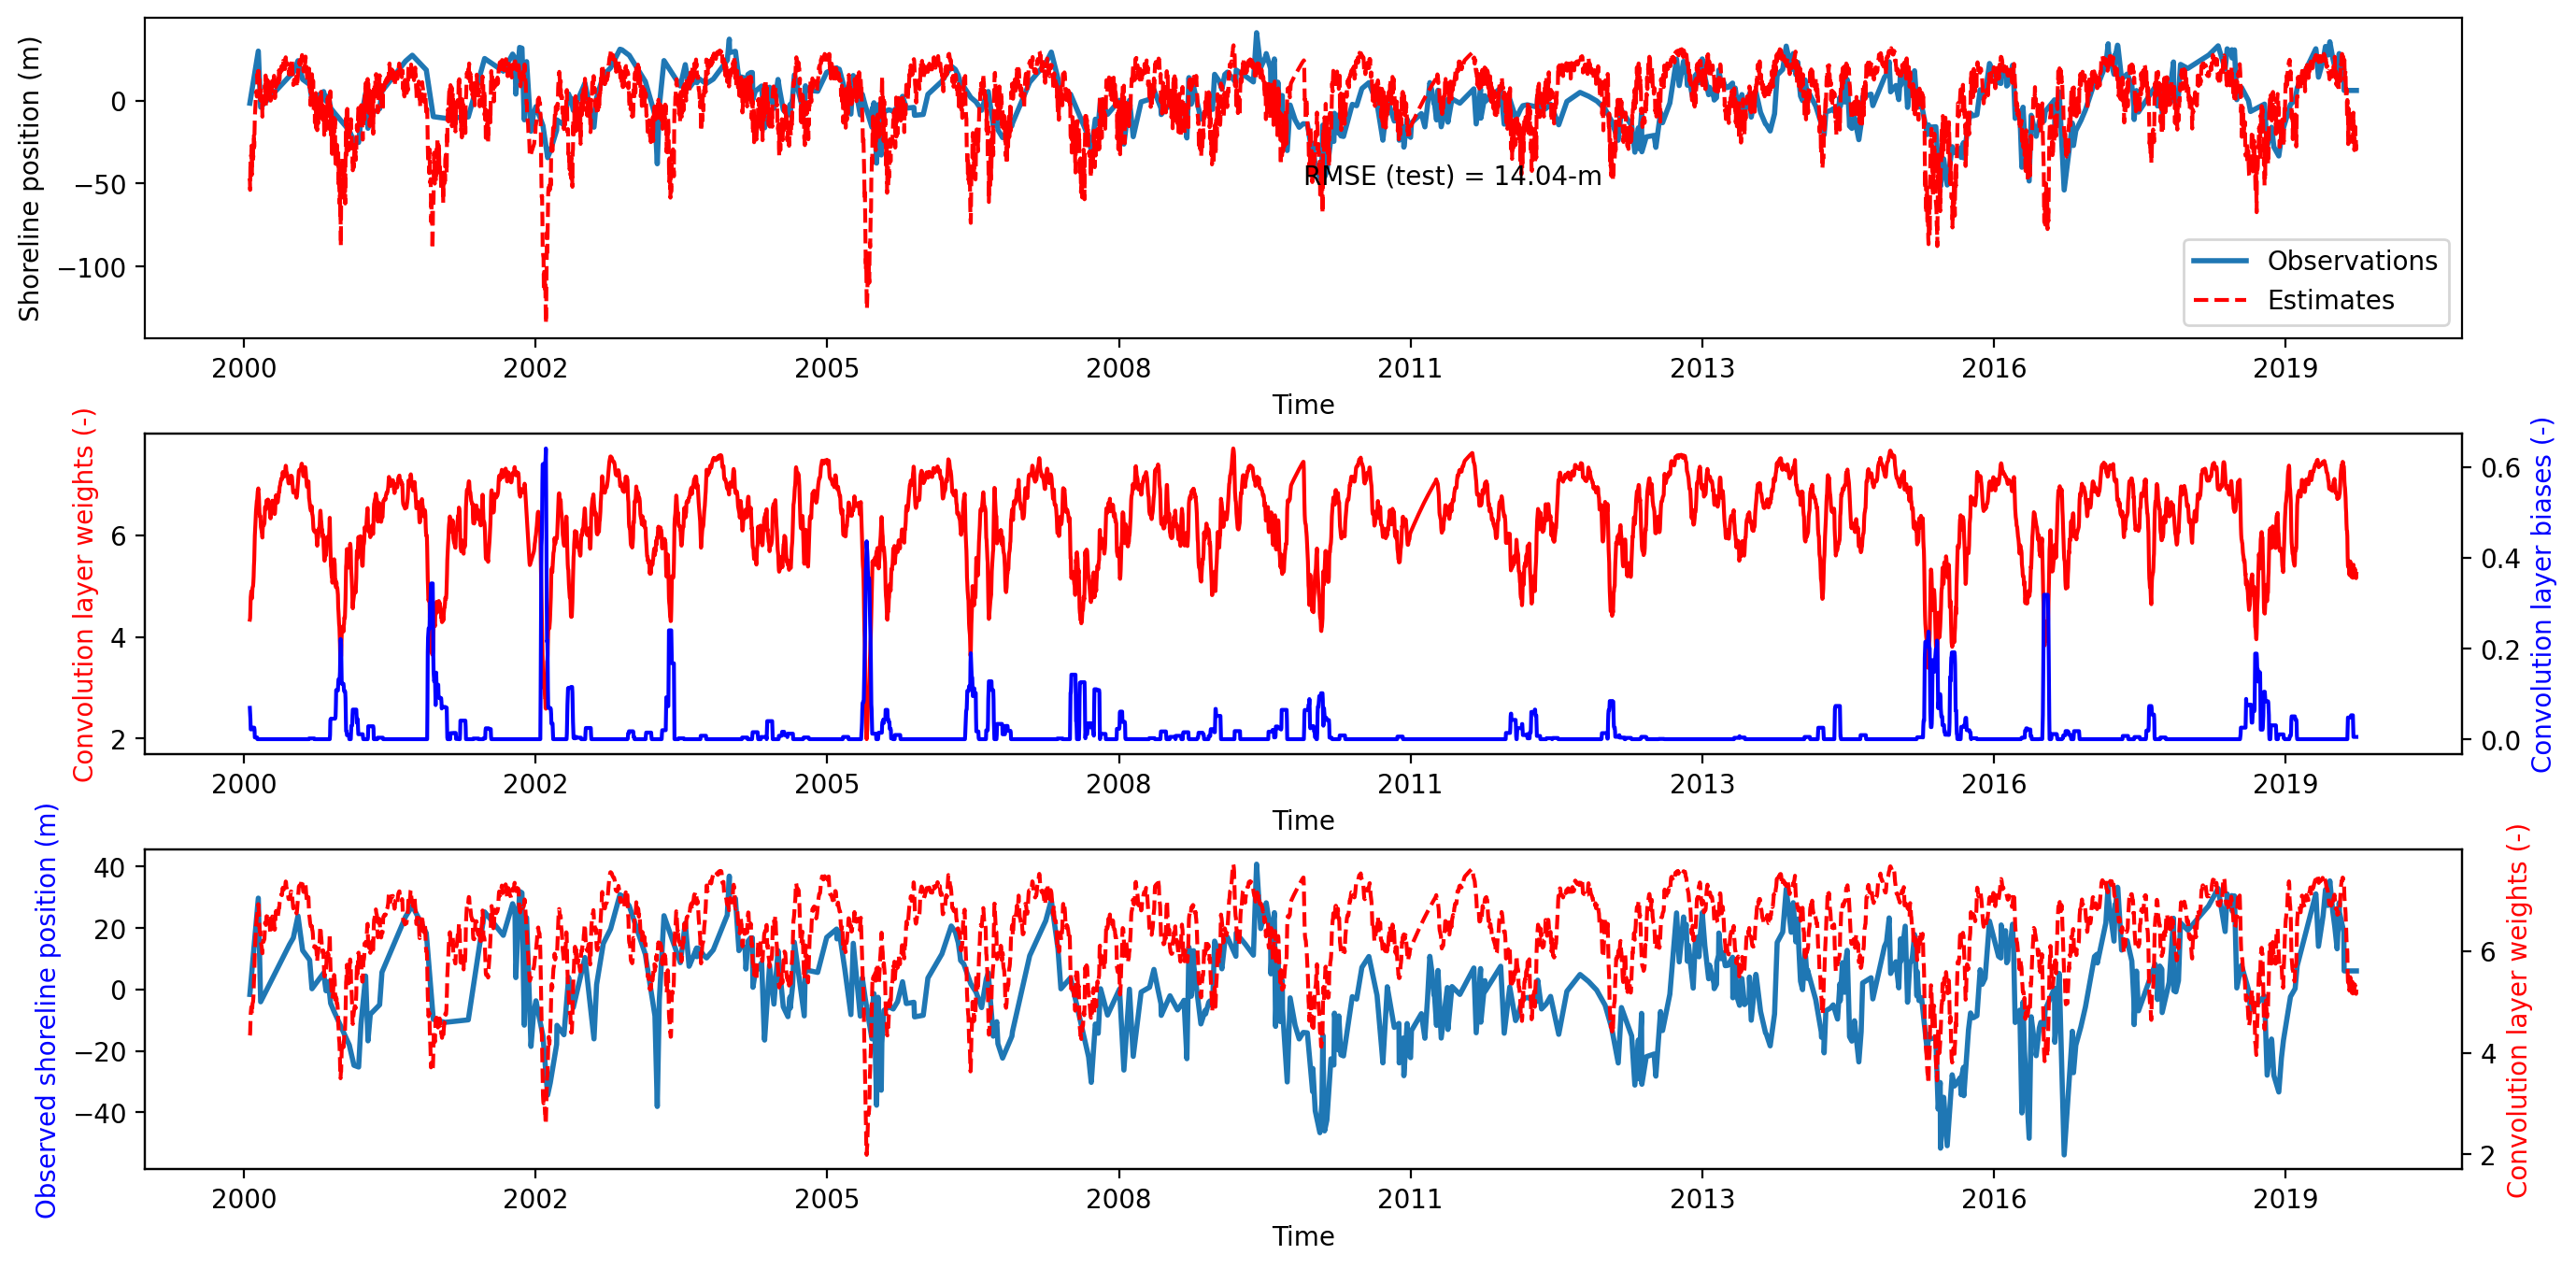 Shoreline position (m)
0
−50
−100
RMSE (test) = 14.04-m
Observations
Estimates
2000 2002 2005 2008 2011 2013 2016 2019
Time
Convolution layer weights (-)
6
4
2
Convolution layer biases (-)
0.6
0.4
0.2
0.0
2000 2002 2005 2008 2011 2013 2016 2019
Time
Observed shoreline position (m)
40
20
0
−20
−40
Convolution layer weights (-)
6
4
2
2000 2002 2005 2008 2011 2013 2016 2019
Time